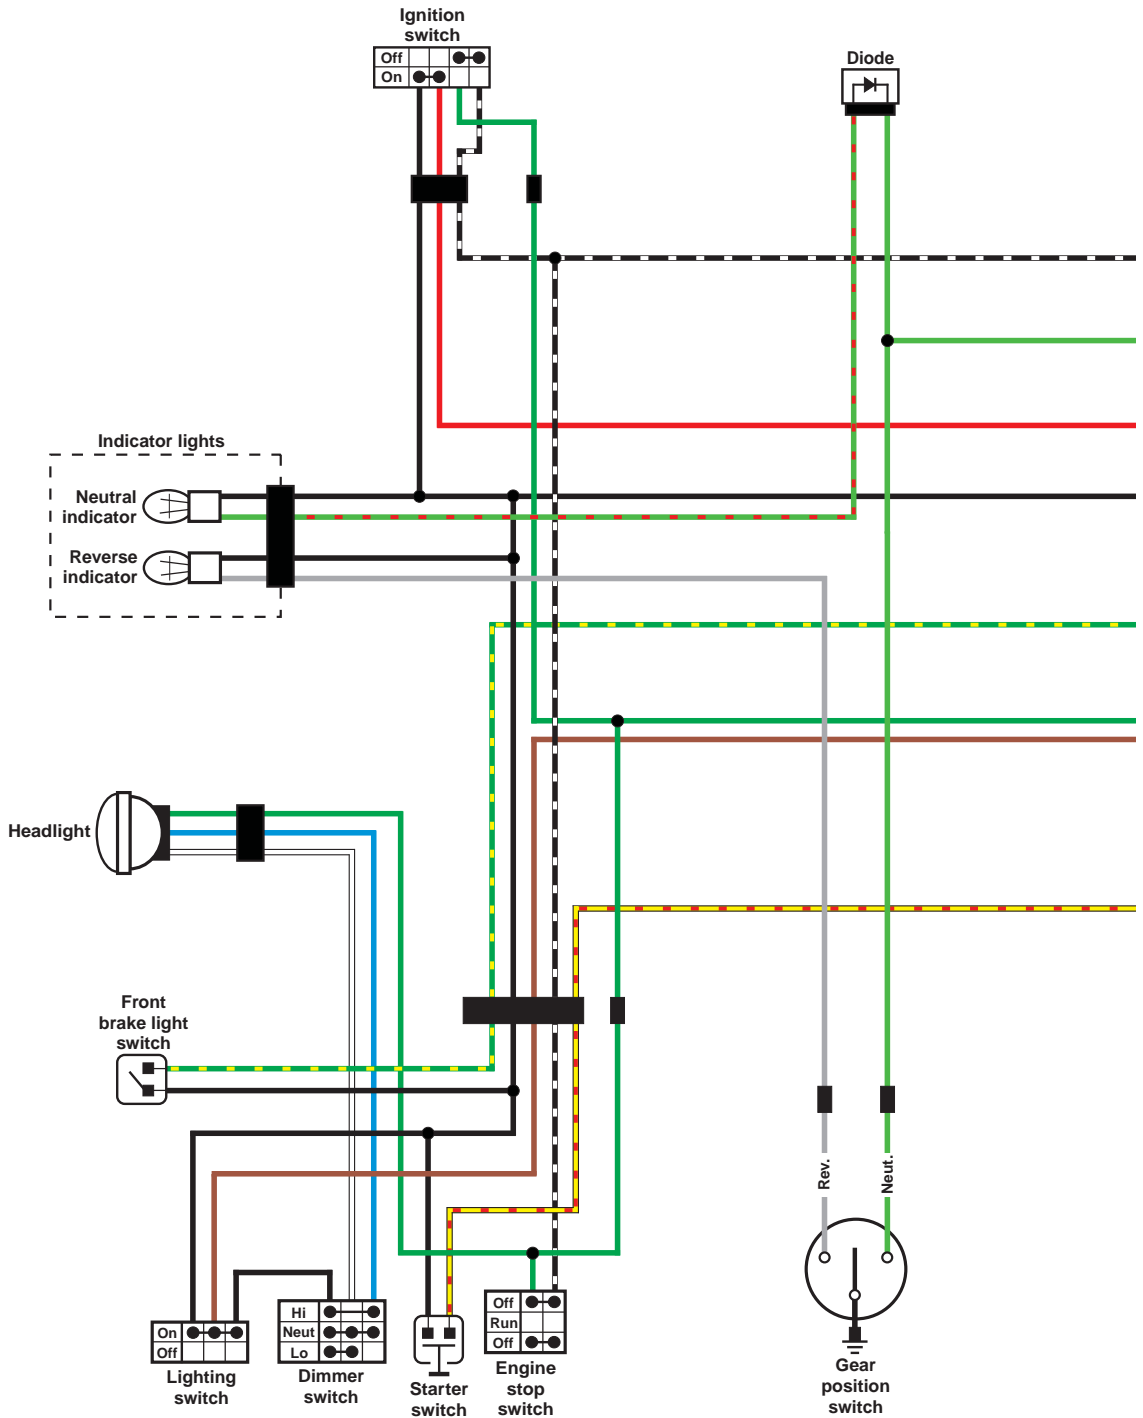 Ignition
switch
Off
On
Diode
Indicator lights
Neutral
indicator
Reverse
indicator
Headlight
Front
brake light
switch
Rev.
Neut.
On
Off
Lighting
switch
Hi
Neut
Lo
Dimmer
switch
Starter
switch
Off
Run
Off
Engine
stop
switch
Gear
position
switch